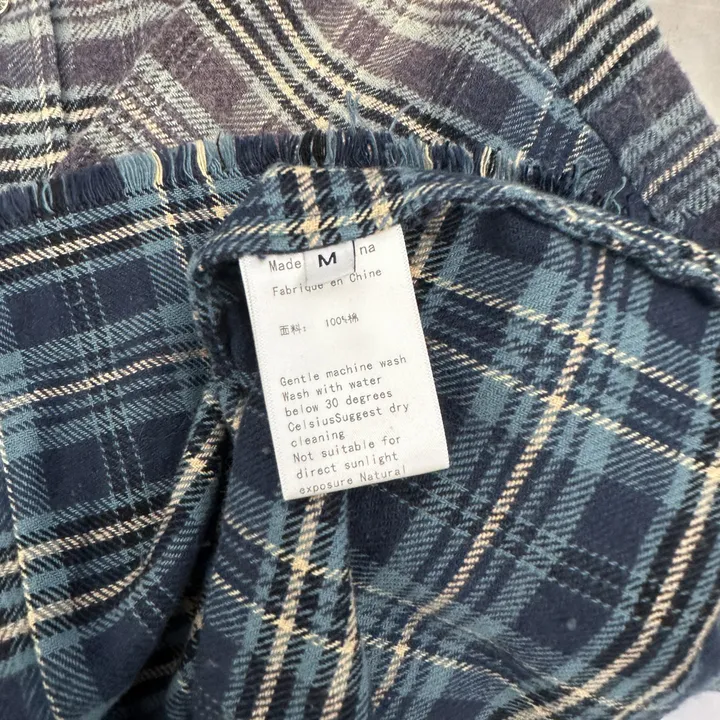 Made M na
Fabrique en Chine
面料: 100%棉
Gentle machine wash
Wash with water
below 30 degrees
CelsiusSuggest dry
cleaning
Not suitable for
direct sunlight
exposure Natural